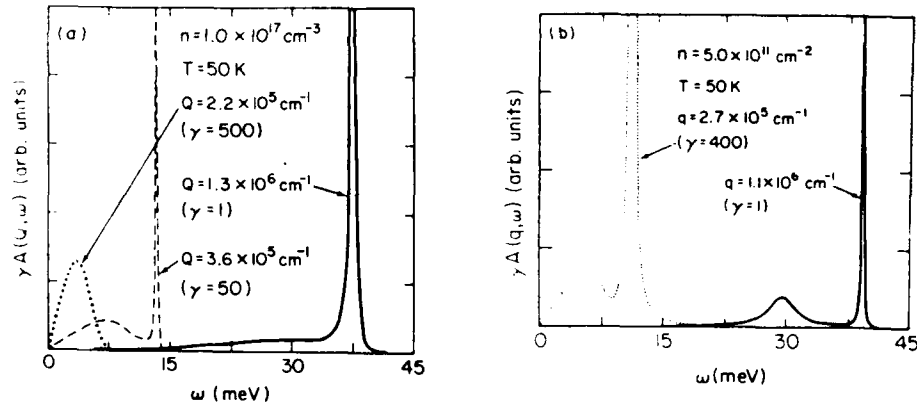 (a)
n=1.0×10¹⁷ cm⁻³
T=50 K
Q=2.2×10⁵ cm⁻¹
(γ=500)
Q=1.3×10⁶ cm⁻¹
(γ=1)
Q=3.6×10⁵ cm⁻¹
(γ=50)
γ A(Q,ω) (arb. units)
0 15 30 45
ω (meV)
(b)
n=5.0×10¹¹ cm⁻²
T=50 K
q=2.7×10⁵ cm⁻¹
(γ=400)
q=1.1×10⁶ cm⁻¹
(γ=1)
γ A(q,ω) (arb. units)
0 15 30 45
ω (meV)